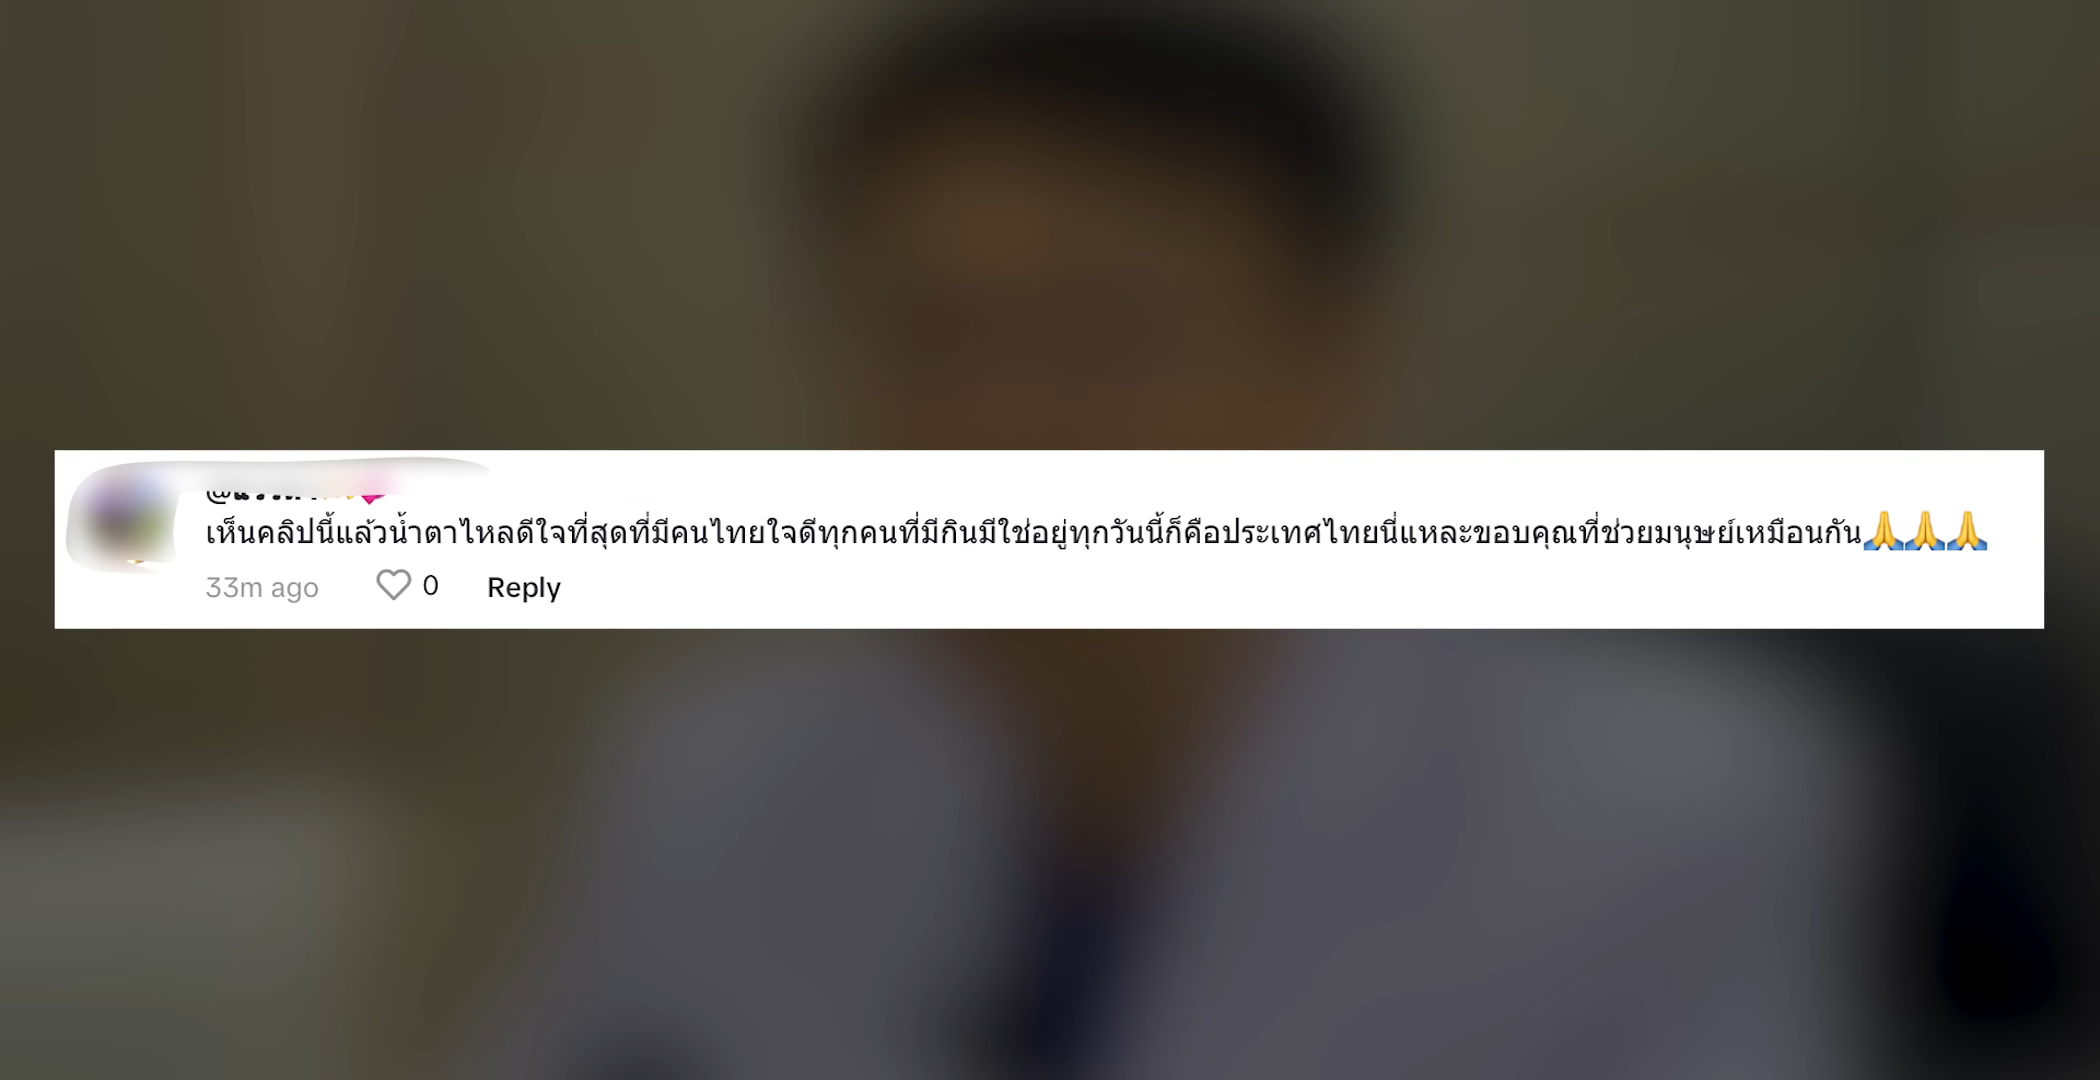 เห็นคลิปนี้แล้วน้ำตาไหลดีใจที่สุดที่มีคนไทยใจดีทุกคนที่มีกินมีใช่อยู่ทุกวันนี้ก็คือประเทศไทยนี่แหละขอบคุณที่ช่วยมนุษย์เหมือนกัน🙏🙏🙏
33m ago 0 Reply